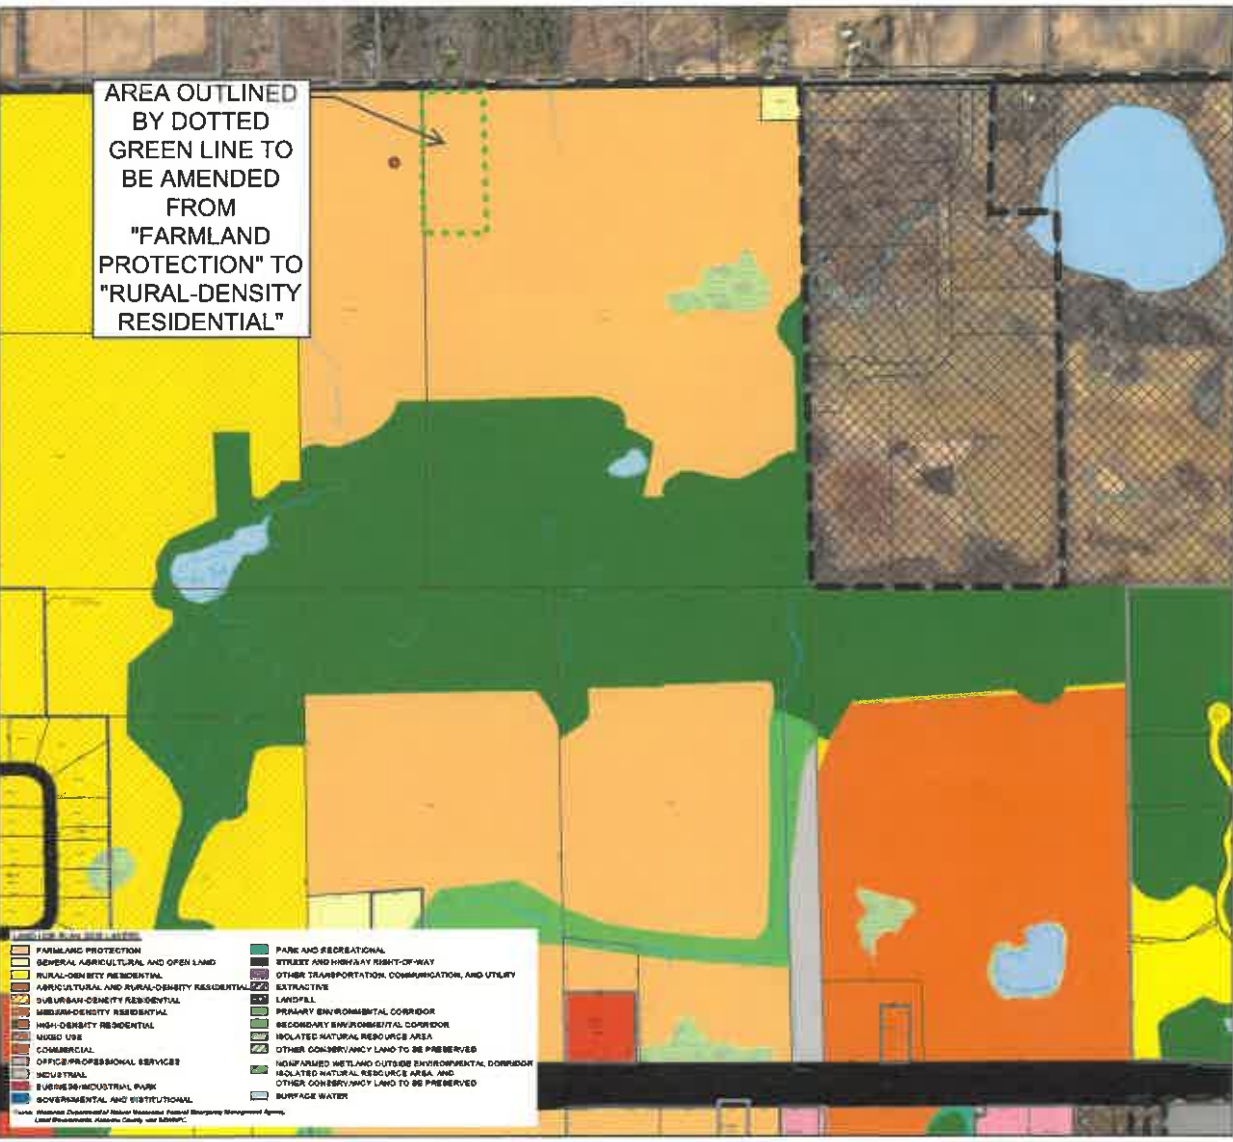 AREA OUTLINED
BY DOTTED
GREEN LINE TO
BE AMENDED
FROM
"FARMLAND
PROTECTION" TO
"RURAL-DENSITY
RESIDENTIAL"
FARMLAND PROTECTION
GENERAL AGRICULTURAL AND OPEN LAND
RURAL-DENSITY RESIDENTIAL
AGRICULTURAL AND RURAL-DENSITY RESIDENTIAL
SUBURBAN-DENSITY RESIDENTIAL
MEDIUM-DENSITY RESIDENTIAL
HIGH-DENSITY RESIDENTIAL
MIXED USE
COMMERCIAL
OFFICE/PROFESSIONAL SERVICES
INDUSTRIAL
BUSINESS/INDUSTRIAL PARK
GOVERNMENTAL AND INSTITUTIONAL
PARK AND RECREATIONAL
STREET AND HIGHWAY RIGHT-OF-WAY
OTHER TRANSPORTATION, COMMUNICATION, AND UTILITY
EXTRACTIVE
LANDFILL
PRIMARY ENVIRONMENTAL CORRIDOR
SECONDARY ENVIRONMENTAL CORRIDOR
ISOLATED NATURAL RESOURCE AREA
OTHER CONSERVANCY LAND TO BE PRESERVED
NONFARMED WETLAND OUTSIDE ENVIRONMENTAL CORRIDOR
ISOLATED NATURAL RESOURCE AREA, AND
OTHER CONSERVANCY LAND TO BE PRESERVED
SURFACE WATER